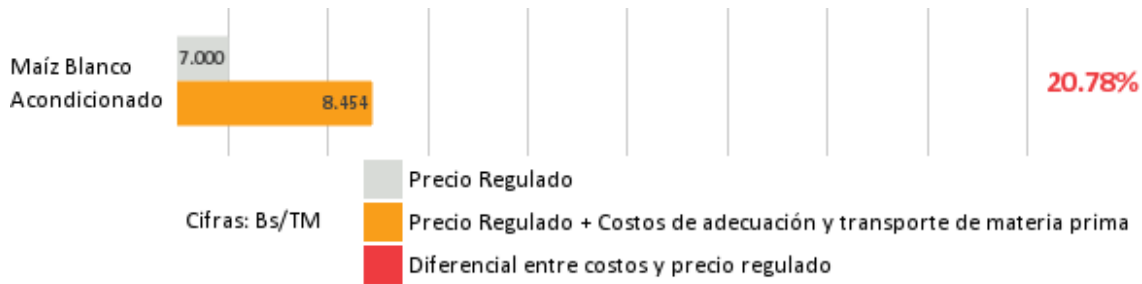 7.000
Maíz Blanco
Acondicionado
8.454
20.78%
Precio Regulado
Cifras: Bs/TM
Precio Regulado + Costos de adecuación y transporte de materia prima
Diferencial entre costos y precio regulado